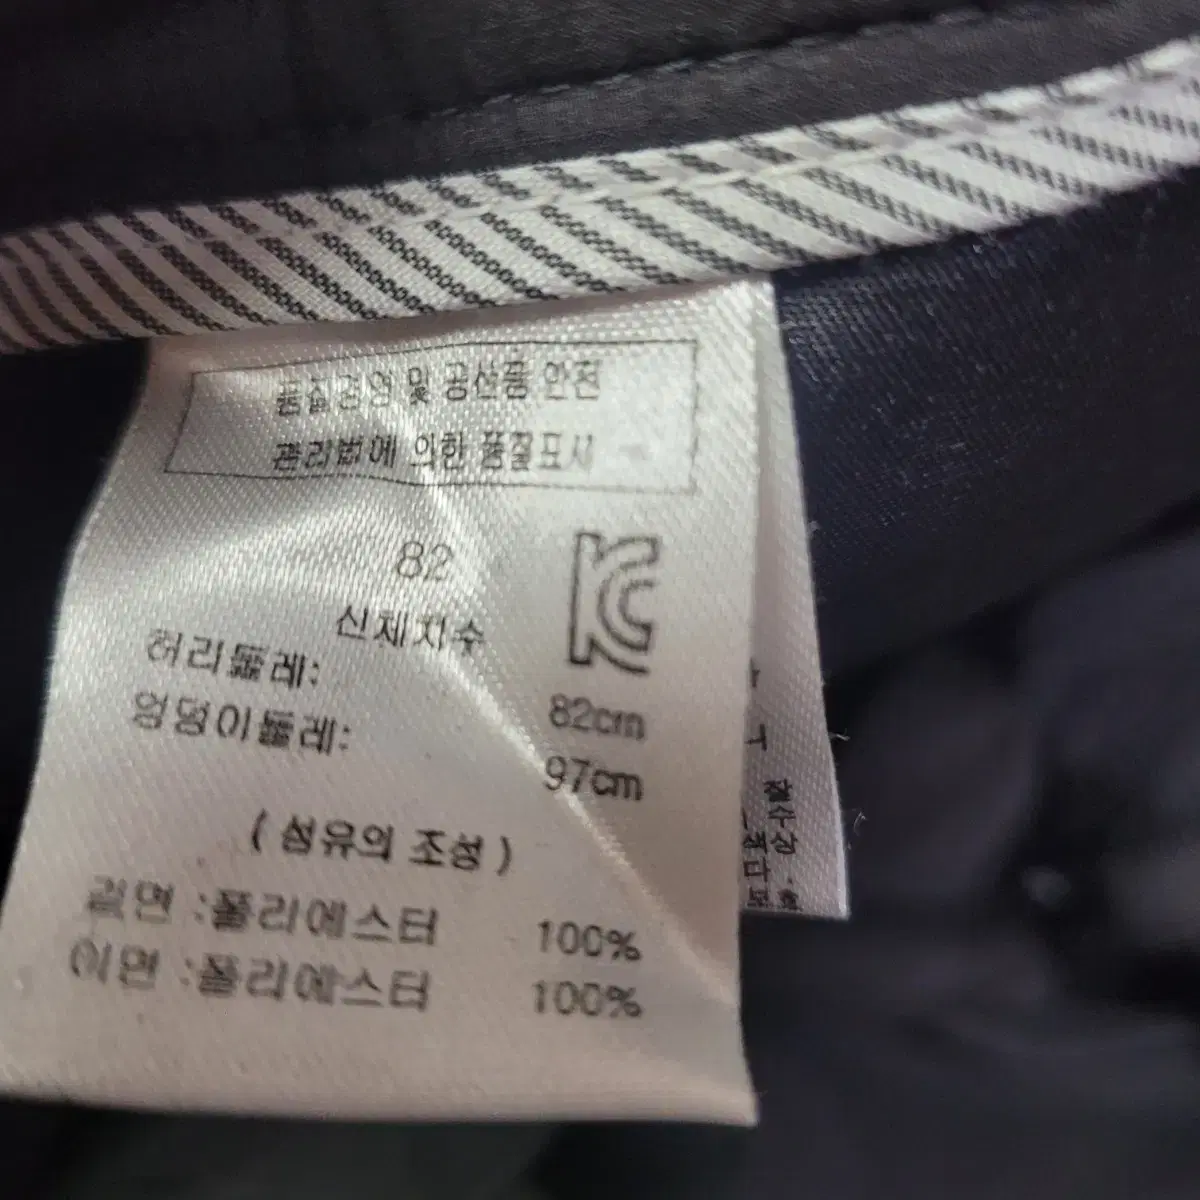 품질경영 및 공산품 안전
관리법에 의한 품질표시
82
신체치수
허리둘레: 82cm
엉덩이둘레: 97cm
( 섬유의 조성 )
겉면 :폴리에스터 100%
이면 :폴리에스터 100%